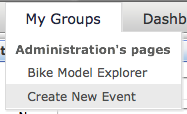 My Groups Dashb
Administration's pages
Bike Model Explorer
Create New Event